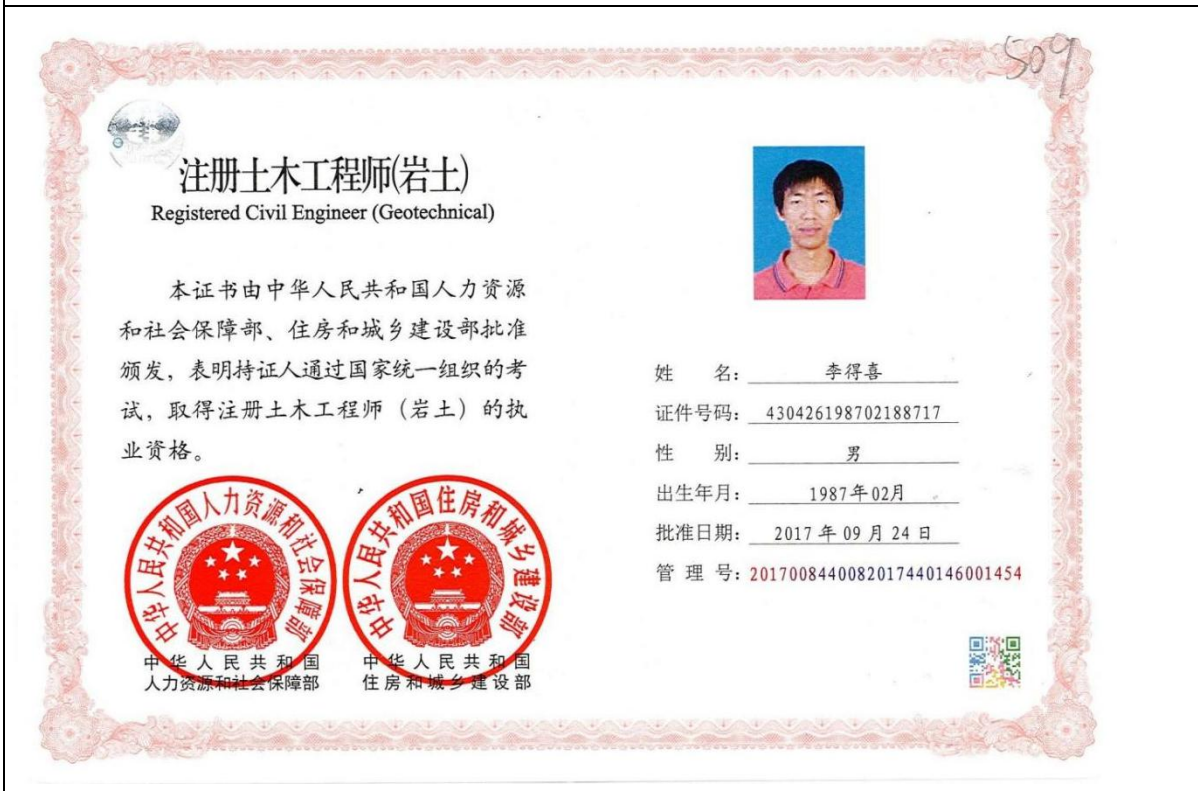 509
注册土木工程师(岩土)
Registered Civil Engineer (Geotechnical)
本证书由中华人民共和国人力资源
和社会保障部、住房和城乡建设部批准
颁发，表明持证人通过国家统一组织的考
试，取得注册土木工程师（岩土）的执
业资格。
中华人民共和国人力资源和社会保障部
中华人民共和国住房和城乡建设部
中华人民共和国
人力资源和社会保障部
中华人民共和国
住房和城乡建设部
姓 名：李得喜
证件号码：430426198702188717
性 别：男
出生年月：1987年02月
批准日期：2017年09月24日
管 理 号：2017008440082017440146001454